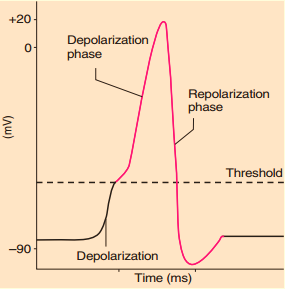 +20
Depolarization
phase
0
Repolarization
phase
(mV)
Threshold
–90
Depolarization
Time (ms)